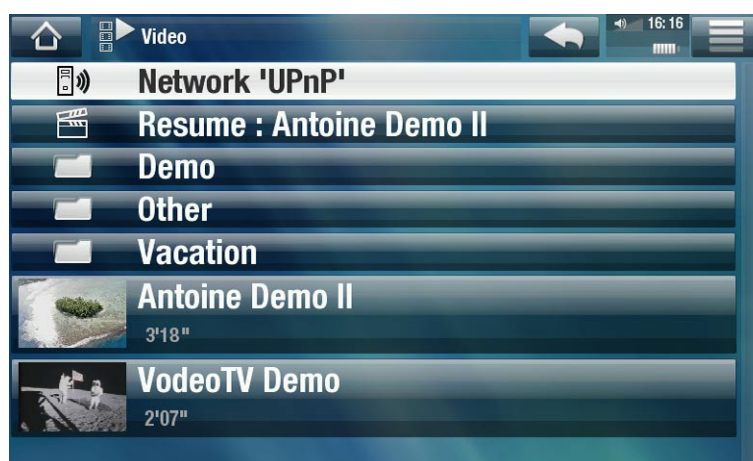 Video
16:16
Network 'UPnP'
Resume : Antoine Demo II
Demo
Other
Vacation
Antoine Demo II
3'18"
VodeoTV Demo
2'07"